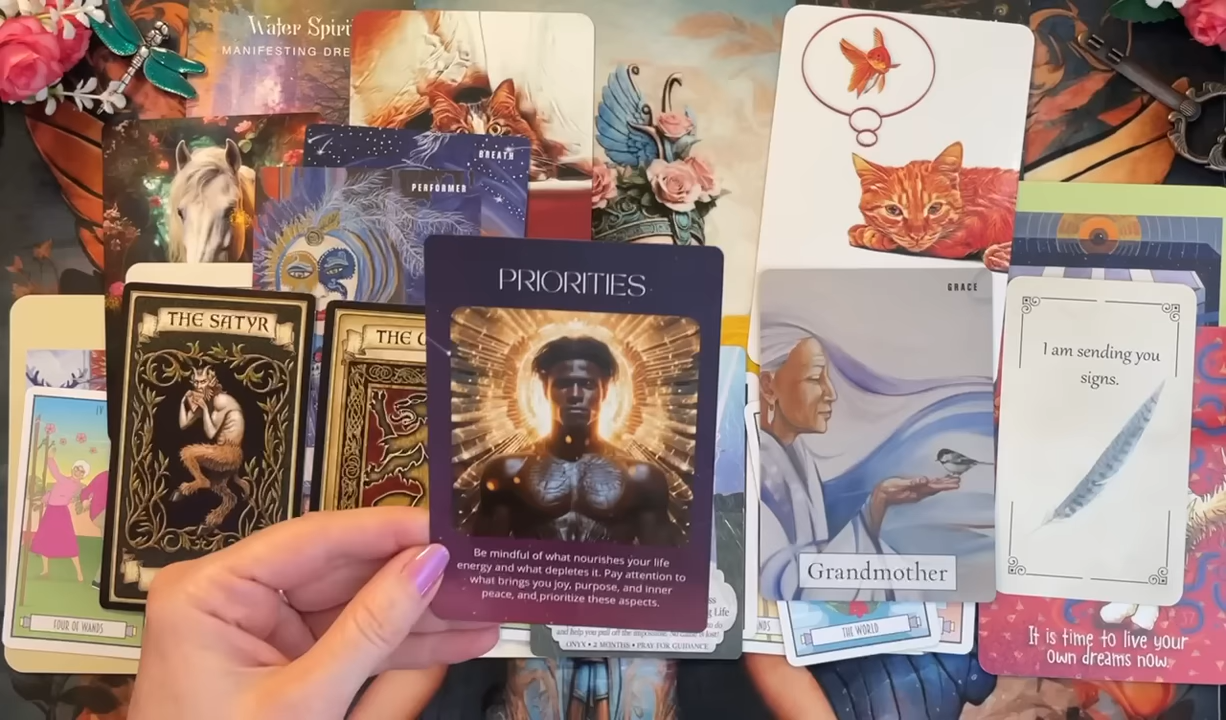 Water Spiri
MANIFESTING DRE
BREATH
PERFORMER
THE SATYR
THE
PRIORITIES
Be mindful of what nourishes your life
energy and what depletes it. Pay attention to
what brings you joy, purpose, and inner
peace, and prioritize these aspects.
GRACE
Grandmother
I am sending you
signs.
IV
FOUR OF WANDS
g Life
and help you pull off the impossible.
ONYX • 2 MONTHS • PRAY FOR GUIDANCE
NDS
THE WORLD
It is time to live your
own dreams now.